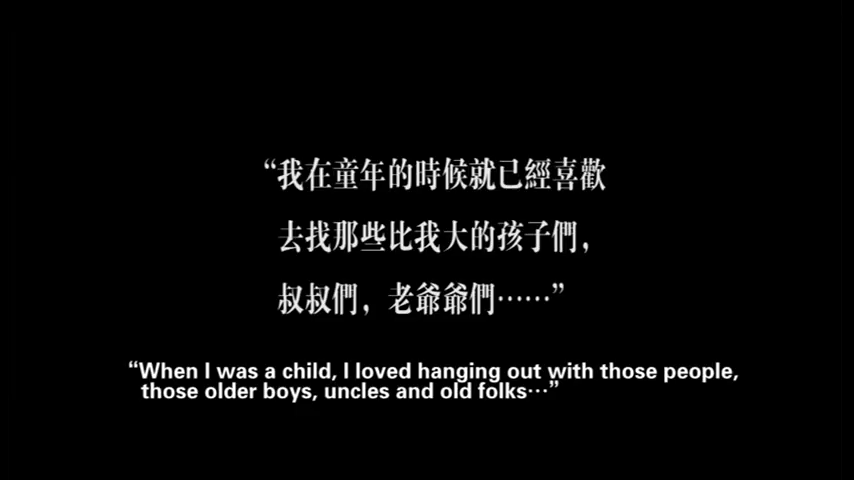 “我在童年的時候就已經喜歡
去找那些比我大的孩子們，
叔叔們，老爺爺們……”
“When I was a child, I loved hanging out with those people,
those older boys, uncles and old folks…”